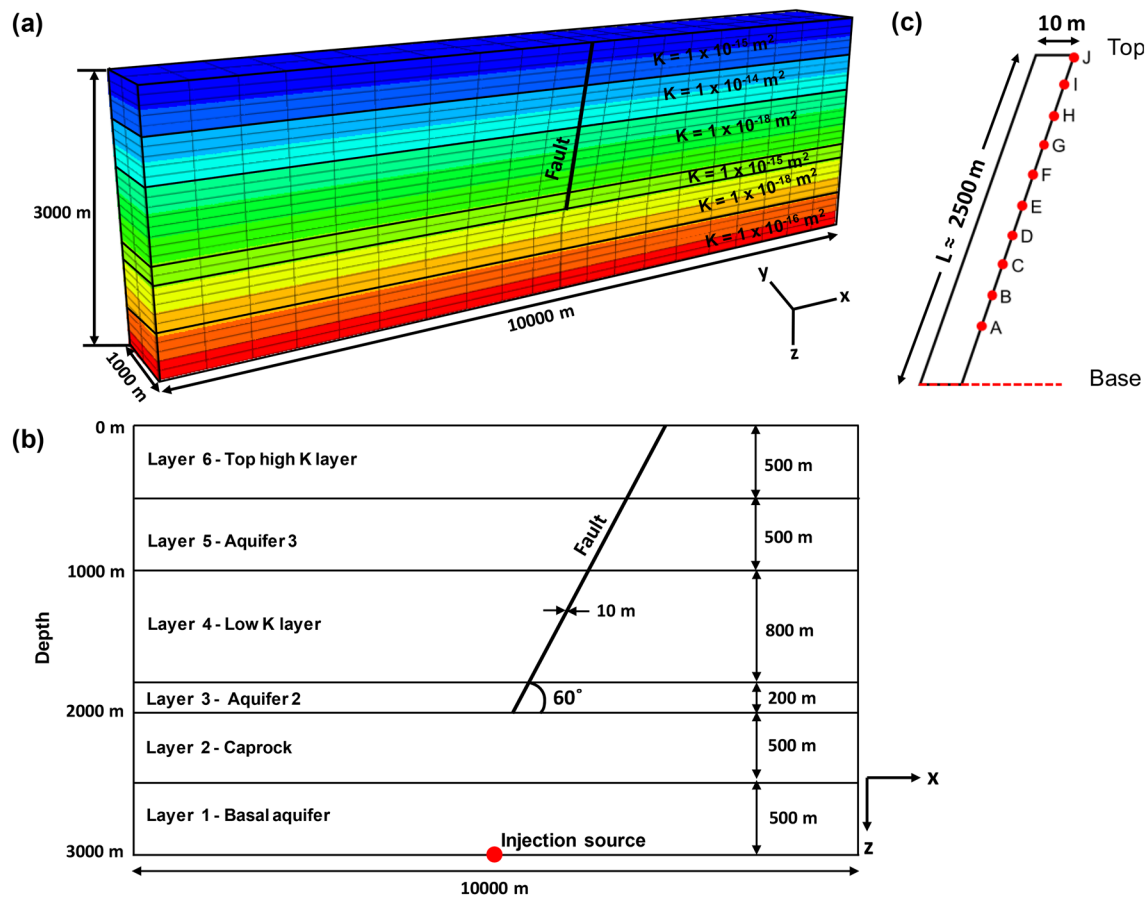 (a)
K = 1 x 10-16 m2
K = 1 x 10-14 m2
K = 1 x 10-18 m2
K = 1 x 10-15 m2
K = 1 x 10-18 m2
K = 1 x 10-16 m2
Fault
3000 m
1000 m
10000 m
y
x
z
(c)
10 m
Top
J
I
H
G
F
E
D
C
B
A
L ≈ 2500 m
Base
(b)
0 m
Layer 6 - Top high K layer
500 m
Layer 5 - Aquifer 3
Fault
500 m
1000 m
10 m
Layer 4 - Low K layer
800 m
Depth
Layer 3 - Aquifer 2
60°
200 m
2000 m
Layer 2 - Caprock
500 m
x
Layer 1 - Basal aquifer
500 m
Injection source
3000 m
z
10000 m